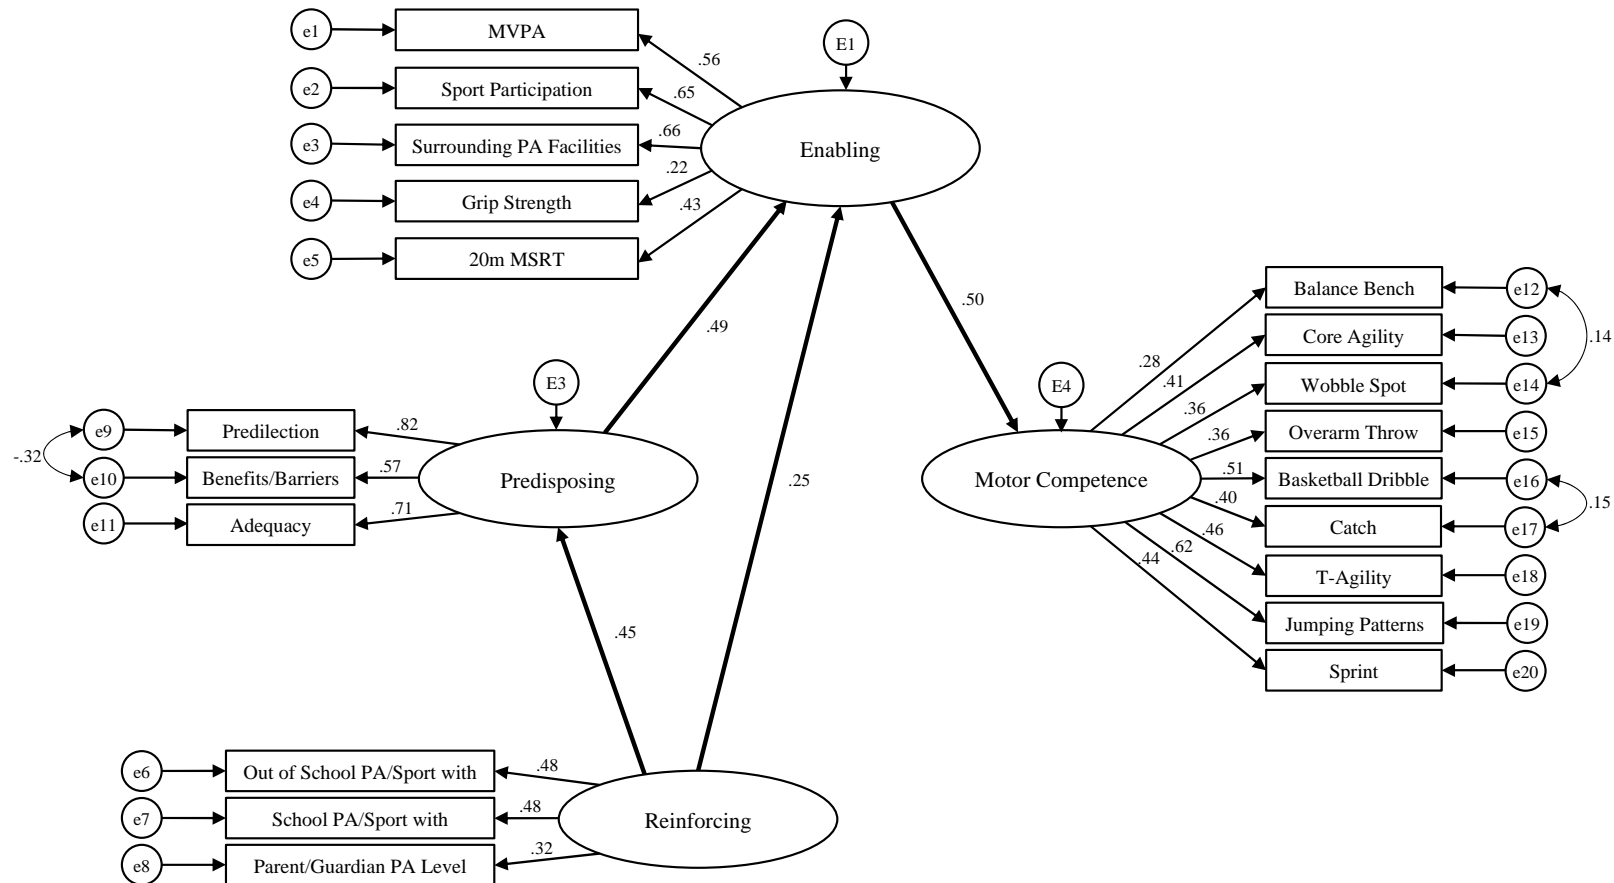 e1
MVPA
.56
E1
e2
Sport Participation
.65
e3
Surrounding PA Facilities
.66
Enabling
e4
Grip Strength
.22
e5
20m MSRT
.43
.49
.50
.25
E3
e9
Predilection
.82
-.32
e10
Benefits/Barriers
.57
Predisposing
e11
Adequacy
.71
.45
E4
Motor Competence
.28
Balance Bench
e12
.14
.41
Core Agility
e13
.36
Wobble Spot
e14
.36
Overarm Throw
e15
.51
Basketball Dribble
e16
.15
.40
Catch
e17
.46
T-Agility
e18
.62
Jumping Patterns
e19
.44
Sprint
e20
e6
Out of School PA/Sport with
.48
e7
School PA/Sport with
.48
Reinforcing
e8
Parent/Guardian PA Level
.32